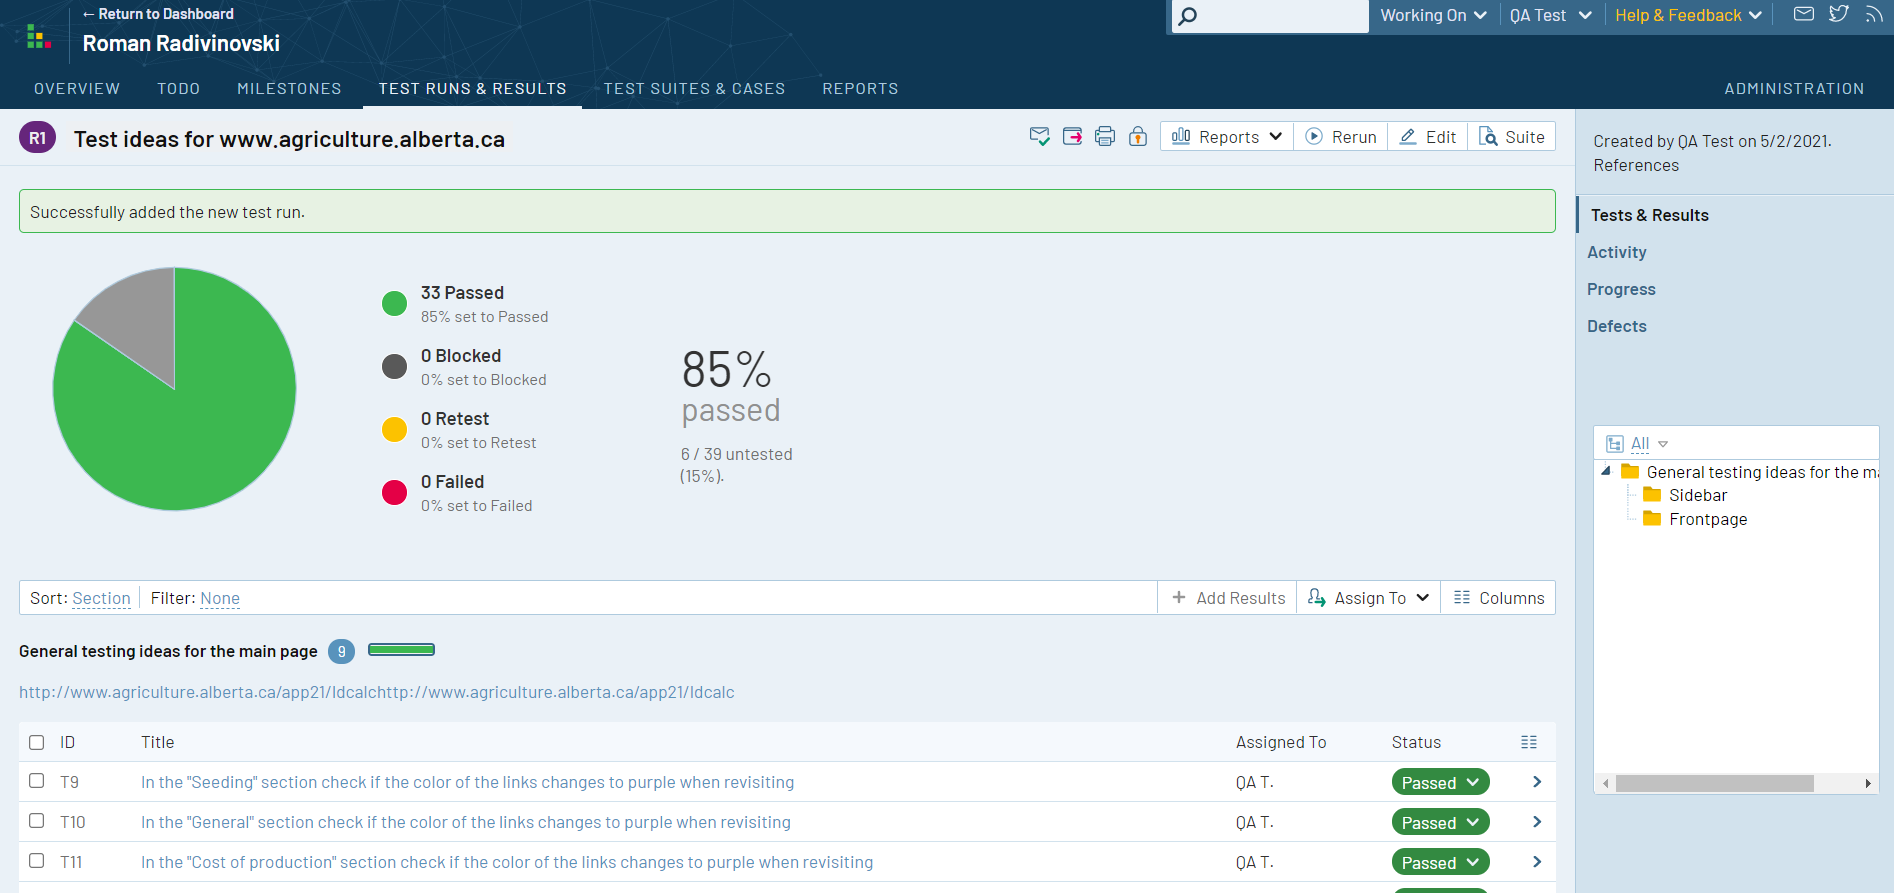 ← Return to Dashboard
Roman Radivinovski
Working On
QA Test
Help & Feedback
OVERVIEW
TODO
MILESTONES
TEST RUNS & RESULTS
TEST SUITES & CASES
REPORTS
ADMINISTRATION
R1
Test ideas for www.agriculture.alberta.ca
Reports
Rerun
Edit
Suite
Created by QA Test on 5/2/2021.
References
Successfully added the new test run.
Tests & Results
Activity
Progress
Defects
33 Passed
85% set to Passed
0 Blocked
0% set to Blocked
0 Retest
0% set to Retest
0 Failed
0% set to Failed
85%
passed
6 / 39 untested
(15%).
All
General testing ideas for the ma
Sidebar
Frontpage
Sort: Section
Filter: None
+ Add Results
Assign To
Columns
General testing ideas for the main page 9
http://www.agriculture.alberta.ca/app21/ldcalchttp://www.agriculture.alberta.ca/app21/ldcalc
ID Title Assigned To Status
T9 In the "Seeding" section check if the color of the links changes to purple when revisiting QA T. Passed
T10 In the "General" section check if the color of the links changes to purple when revisiting QA T. Passed
T11 In the "Cost of production" section check if the color of the links changes to purple when revisiting QA T. Passed